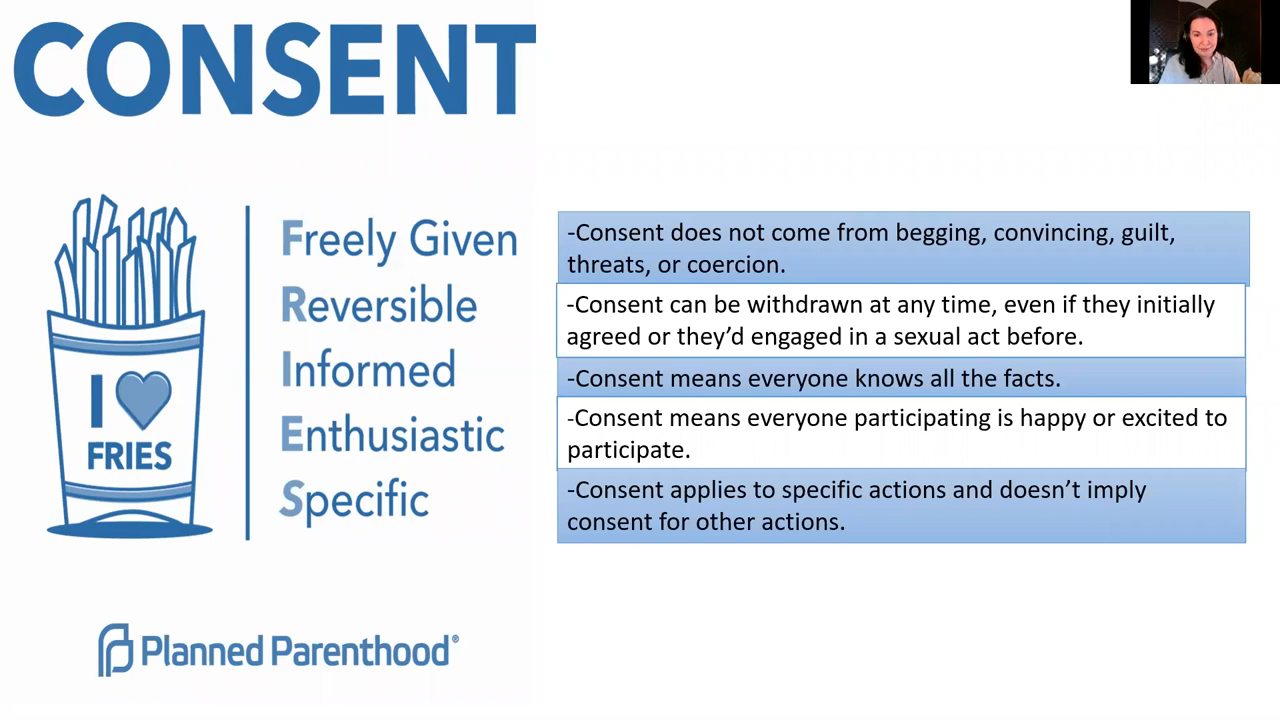 CONSENT
I
FRIES
Freely Given
Reversible
Informed
Enthusiastic
Specific
-Consent does not come from begging, convincing, guilt,
threats, or coercion.
-Consent can be withdrawn at any time, even if they initially
agreed or they’d engaged in a sexual act before.
-Consent means everyone knows all the facts.
-Consent means everyone participating is happy or excited to
participate.
-Consent applies to specific actions and doesn’t imply
consent for other actions.
Planned Parenthood®